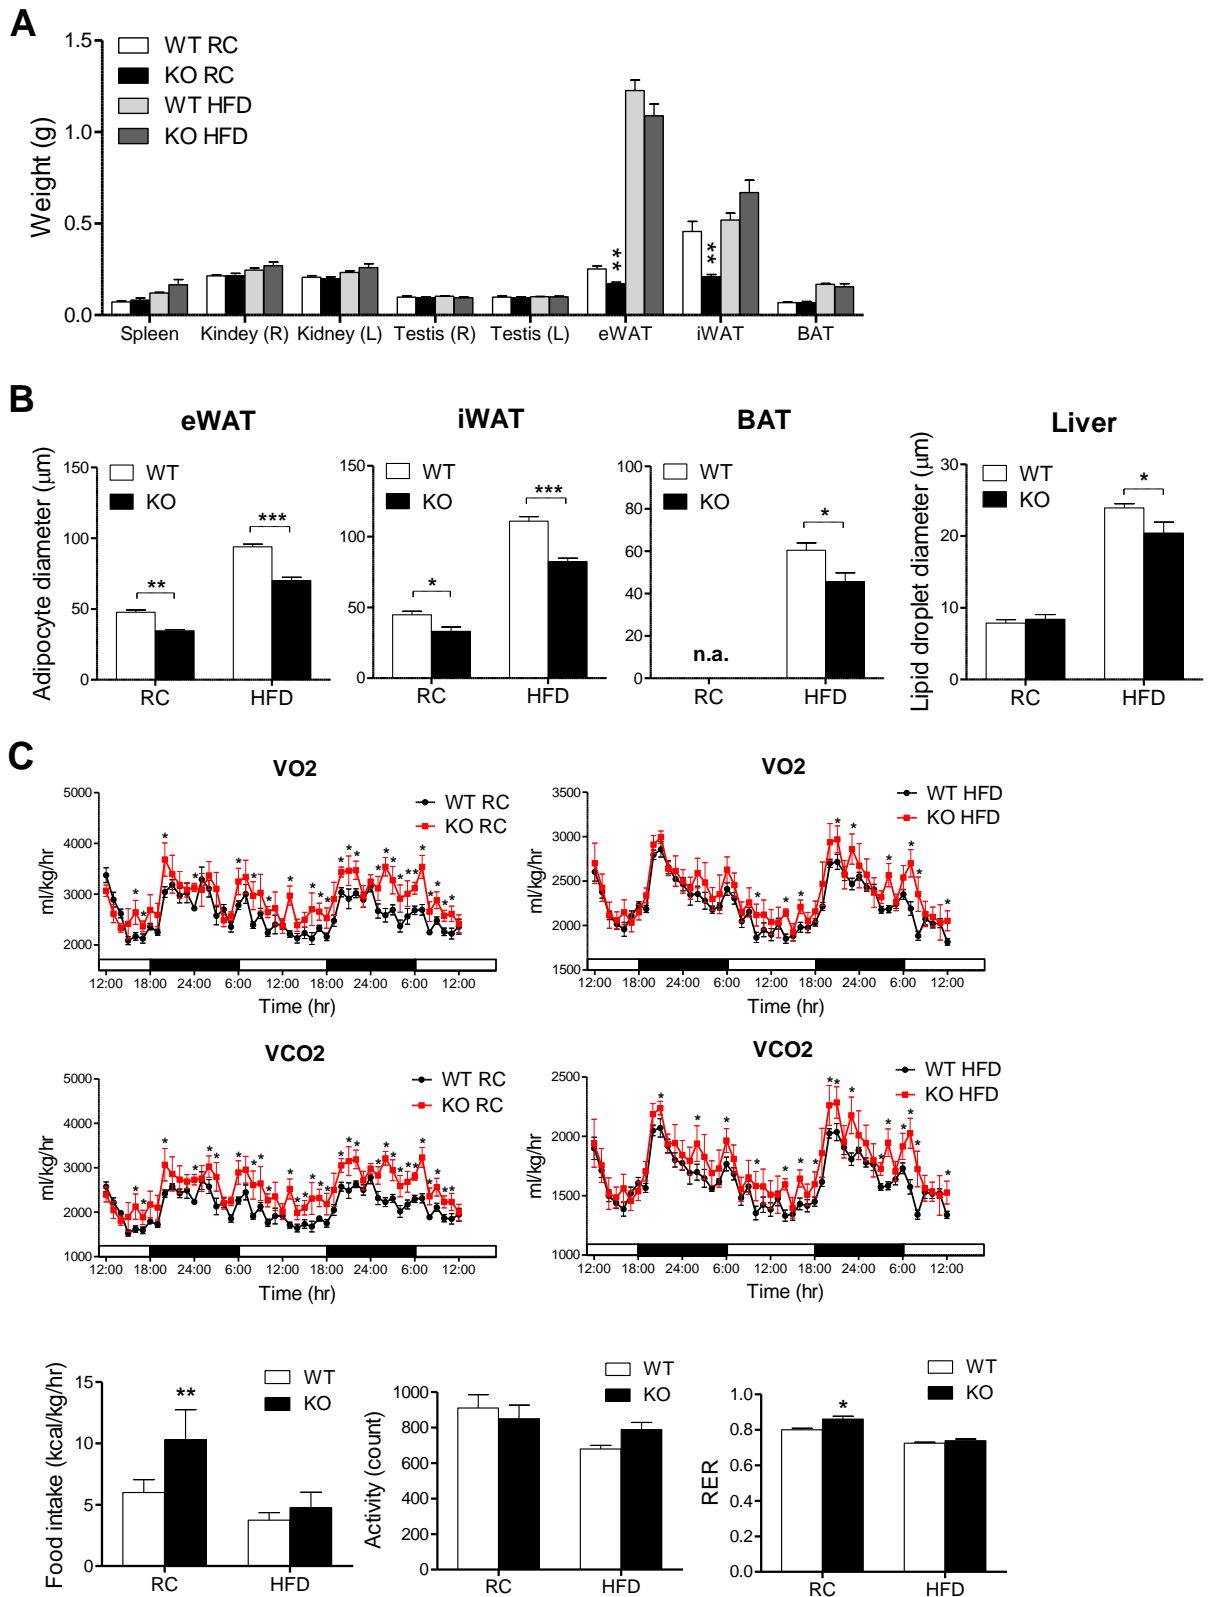 A
1.5
1.0
0.5
0.0
Weight (g)
WT RC
KO RC
WT HFD
KO HFD
** **
Spleen Kindey (R) Kidney (L) Testis (R) Testis (L) eWAT iWAT BAT
B
eWAT
Adipocyte diameter (μm)
150
100
50
0
WT
KO
**
***
RC HFD
iWAT
150
100
50
0
WT
KO
*
***
RC HFD
BAT
100
80
60
40
20
0
WT
KO
n.a.
*
RC HFD
Liver
Lipid droplet diameter (μm)
30
20
10
0
WT
KO
*
RC HFD
C
VO2
ml/kg/hr
5000
4000
3000
2000
WT RC
KO RC
12:00 18:00 24:00 6:00 12:00 18:00 24:00 6:00 12:00
Time (hr)
VO2
ml/kg/hr
3500
3000
2500
2000
1500
WT HFD
KO HFD
12:00 18:00 24:00 6:00 12:00 18:00 24:00 6:00 12:00
Time (hr)
VCO2
ml/kg/hr
5000
4000
3000
2000
1000
WT RC
KO RC
12:00 18:00 24:00 6:00 12:00 18:00 24:00 6:00 12:00
Time (hr)
VCO2
ml/kg/hr
2500
2000
1500
1000
WT HFD
KO HFD
12:00 18:00 24:00 6:00 12:00 18:00 24:00 6:00 12:00
Time (hr)
Food intake (kcal/kg/hr)
15
10
5
0
WT
KO
**
RC HFD
Activity (count)
1000
800
600
400
200
0
WT
KO
RC HFD
RER
1.0
0.8
0.6
0.4
0.2
0.0
WT
KO
*
RC HFD